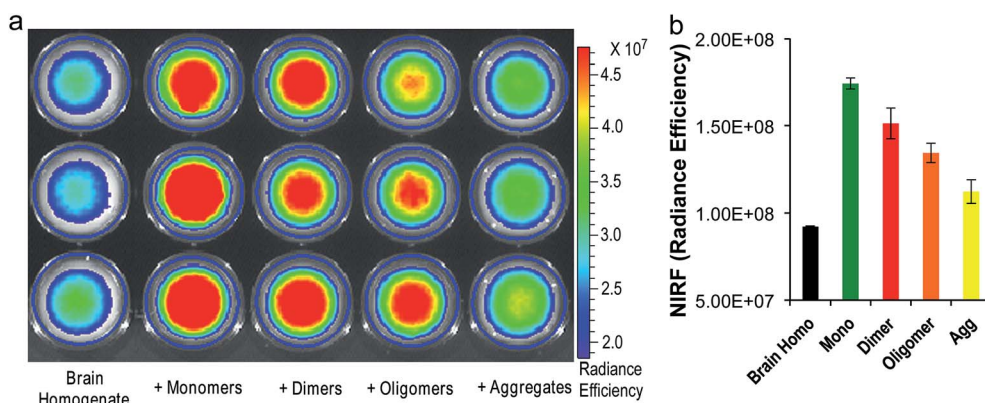 a
X 10⁷
4.5
4.0
3.5
3.0
2.5
2.0
Radiance
Efficiency
Brain
Homogenate
+ Monomers
+ Dimers
+ Oligomers
+ Aggregates
b
NIRF (Radiance Efficiency)
2.00E+08
1.50E+08
1.00E+08
5.00E+07
Brain Homo
Mono
Dimer
Oligomer
Agg